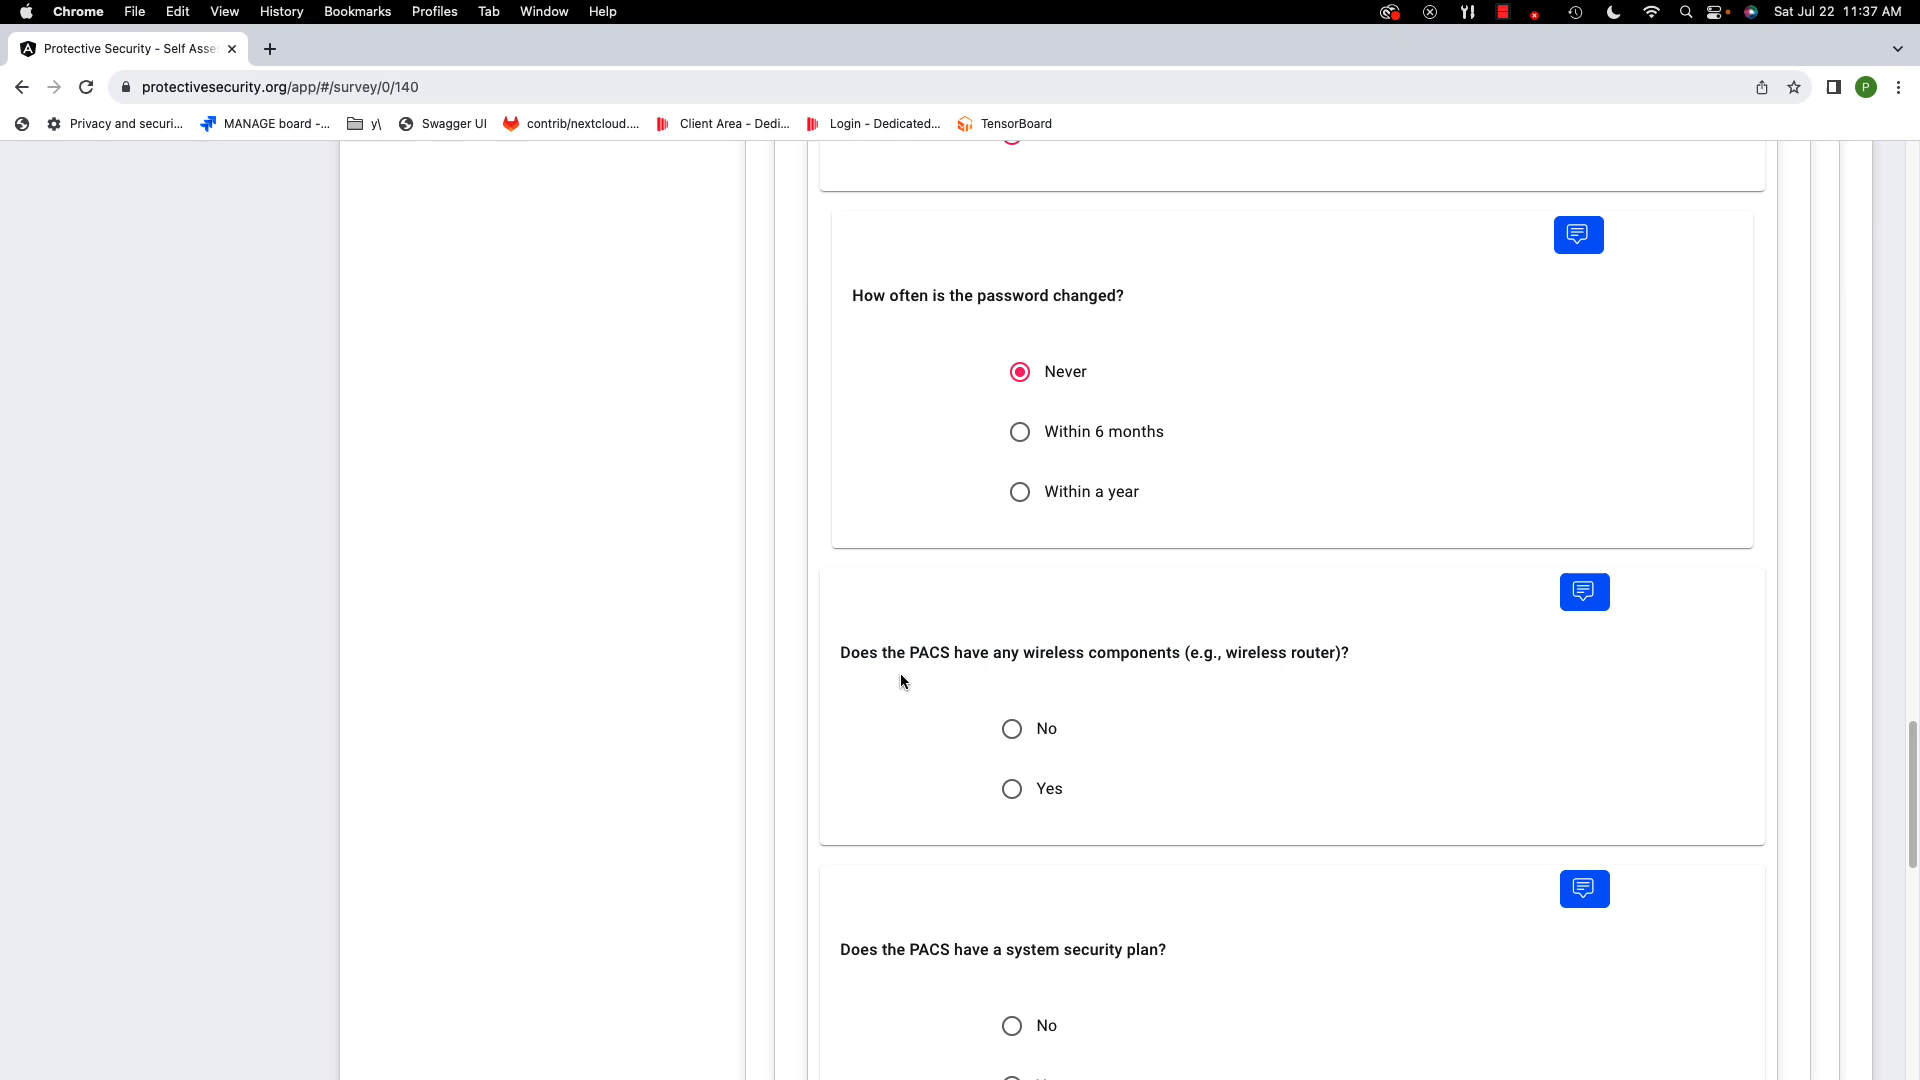 Chrome File Edit View History Bookmarks Profiles Tab Window Help Sat Jul 22 11:37 AM
Protective Security - Self Asse
protectivesecurity.org/app/#/survey/0/140 P
Privacy and securi... MANAGE board -... y\ Swagger UI contrib/nextcloud.... Client Area - Dedi... Login - Dedicated... TensorBoard
How often is the password changed?
Never
Within 6 months
Within a year
Does the PACS have any wireless components (e.g., wireless router)?
No
Yes
Does the PACS have a system security plan?
No